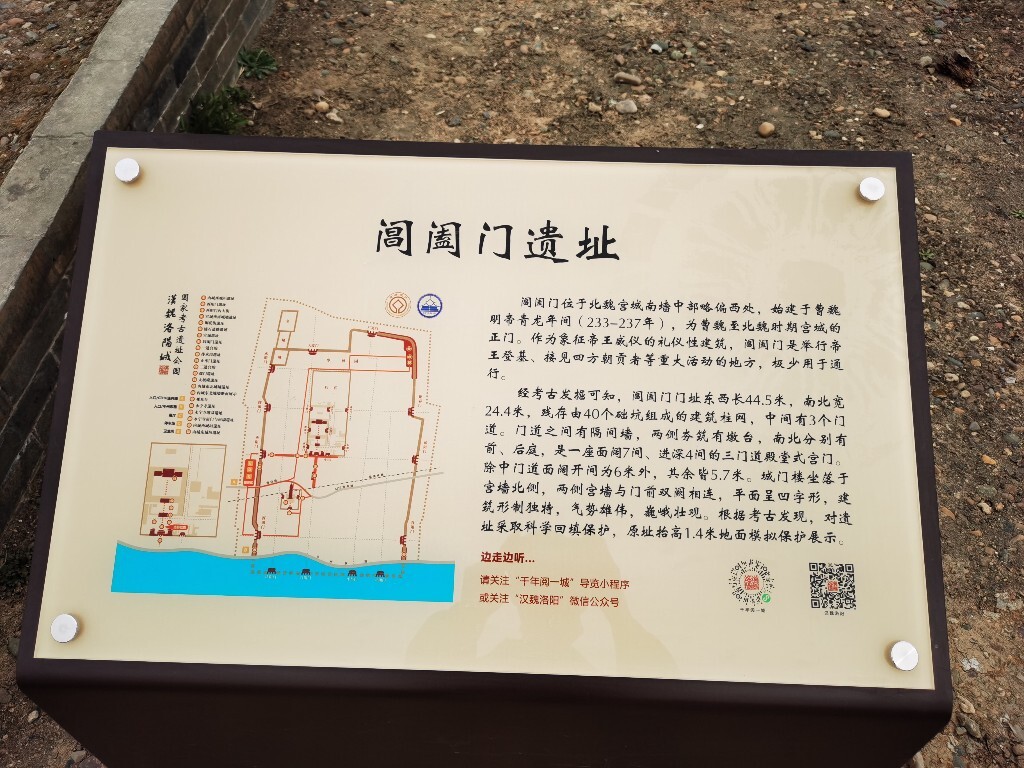 阊阖门遗址
阊阖门位于北魏宫城南墙中部略偏西处，始建于曹魏
明帝青龙年间（233-237年），为曹魏至北魏时期宫城的
正门。作为象征帝王威仪的礼仪性建筑，阊阖门是举行帝
王登基、接见四方朝贡者等重大活动的地方，极少用于通
行。
经考古发掘可知，阊阖门门址东西长44.5米，南北宽
24.4米，残存由40个础坑组成的建筑柱网，中间有3个门
道。门道之间有隔间墙，两侧夯筑有墩台，南北分别有
前、后庭，是一座面阔7间、进深4间的三门道殿堂式宫门。
除中门道面阔开间为6米外，其余皆5.7米。城门楼坐落于
宫墙北侧，两侧宫墙与门前双阙相连，平面呈凹字形，建
筑形制独特，气势雄伟，巍峨壮观。根据考古发现，对遗
址采取科学回填保护，原址抬高1.4米地面模拟保护展示。
边走边听...
请关注“千年阅一城”导览小程序
或关注“汉魏洛阳”微信公众号
千年阅一城
汉魏洛阳
漢魏洛陽城
国家考古遗址公园